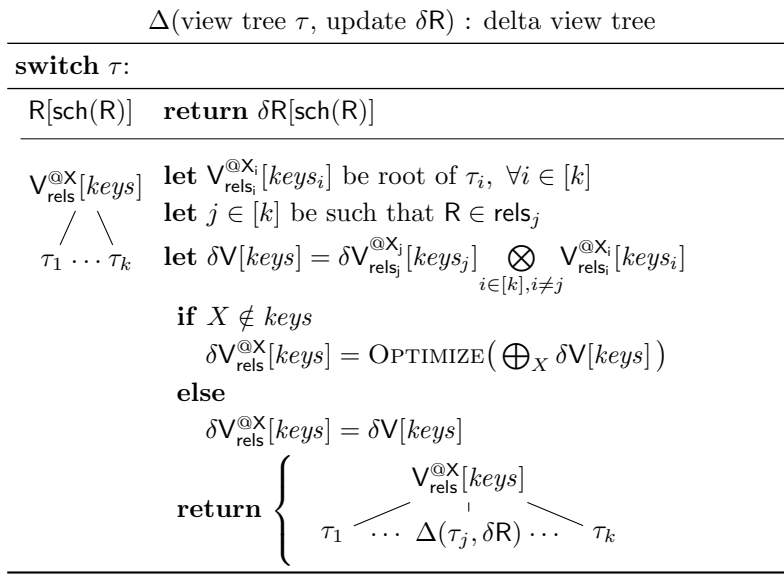 Δ(view tree τ, update δR) : delta view tree
switch τ:
R[sch(R)] return δR[sch(R)]
V^{@X}_{rels}[keys] let V^{@X_i}_{rels_i}[keys_i] be root of τ_i, ∀i ∈ [k]
let j ∈ [k] be such that R ∈ rels_j
τ_1 ⋯ τ_k let δV[keys] = δV^{@X_j}_{rels_j}[keys_j] ⨂_{i∈[k],i≠j} V^{@X_i}_{rels_i}[keys_i]
if X ∉ keys
δV^{@X}_{rels}[keys] = OPTIMIZE(⨁_X δV[keys])
else
δV^{@X}_{rels}[keys] = δV[keys]
return { V^{@X}_{rels}[keys]
τ_1 ⋯ Δ(τ_j, δR) ⋯ τ_k